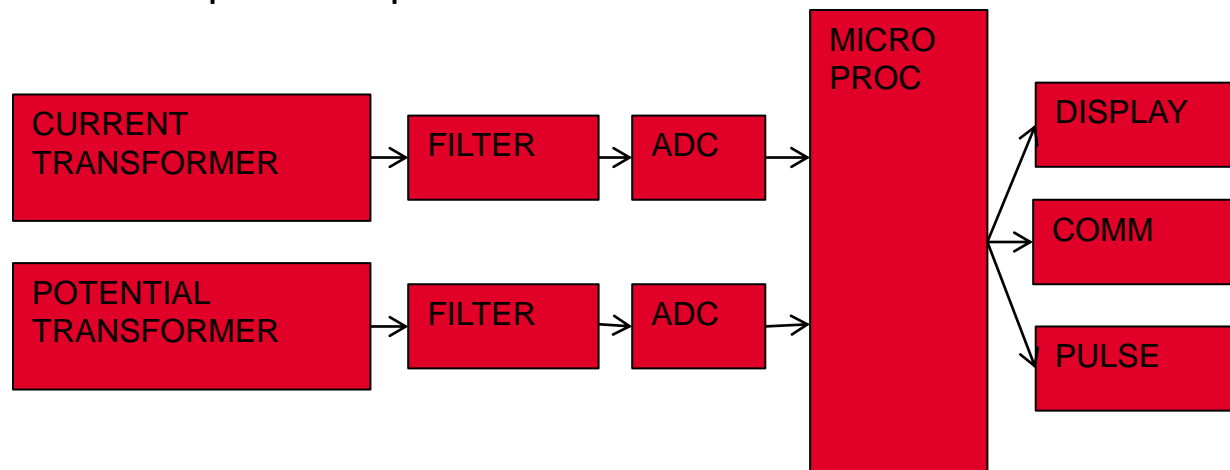 MICRO
PROC
CURRENT
TRANSFORMER
FILTER
ADC
DISPLAY
COMM
POTENTIAL
TRANSFORMER
FILTER
ADC
PULSE